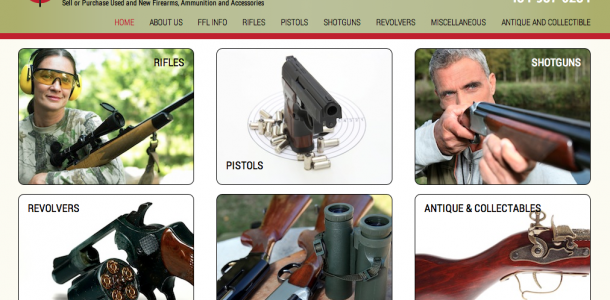 Sell or Purchase Used and New Firearms, Ammunition and Accessories
HOME ABOUT US FFL INFO RIFLES PISTOLS SHOTGUNS REVOLVERS MISCELLANEOUS ANTIQUE AND COLLECTIBLE
RIFLES
PISTOLS
SHOTGUNS
REVOLVERS
ANTIQUE & COLLECTABLES